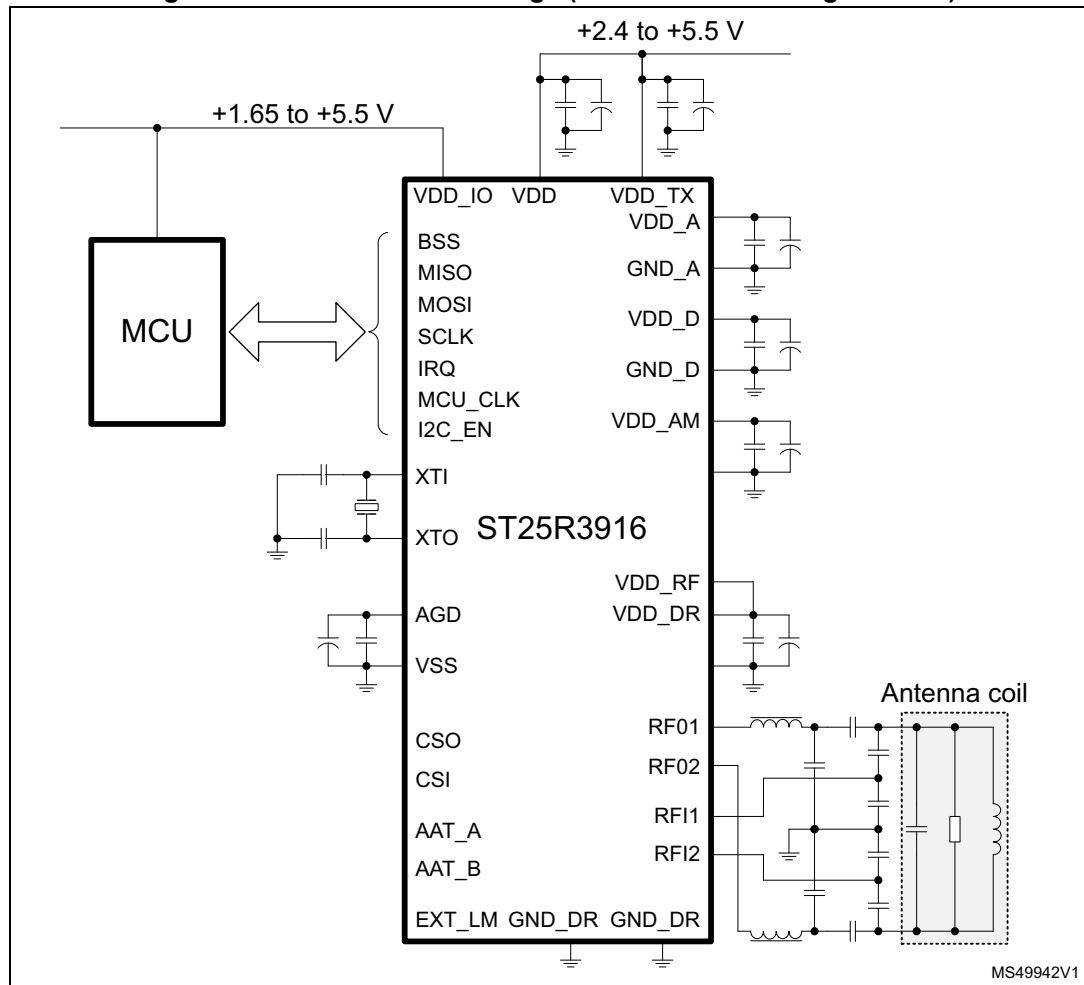 +2.4 to +5.5 V
+1.65 to +5.5 V
VDD_IO VDD VDD_TX
VDD_A
BSS
GND_A
MISO
MOSI
VDD_D
MCU
SCLK
IRQ
GND_D
MCU_CLK
VDD_AM
I2C_EN
XTI
ST25R3916
XTO
VDD_RF
AGD
VDD_DR
VSS
Antenna coil
RF01
CSO
RF02
CSI
RFI1
AAT_A
RFI2
AAT_B
EXT_LM GND_DR GND_DR
MS49942V1